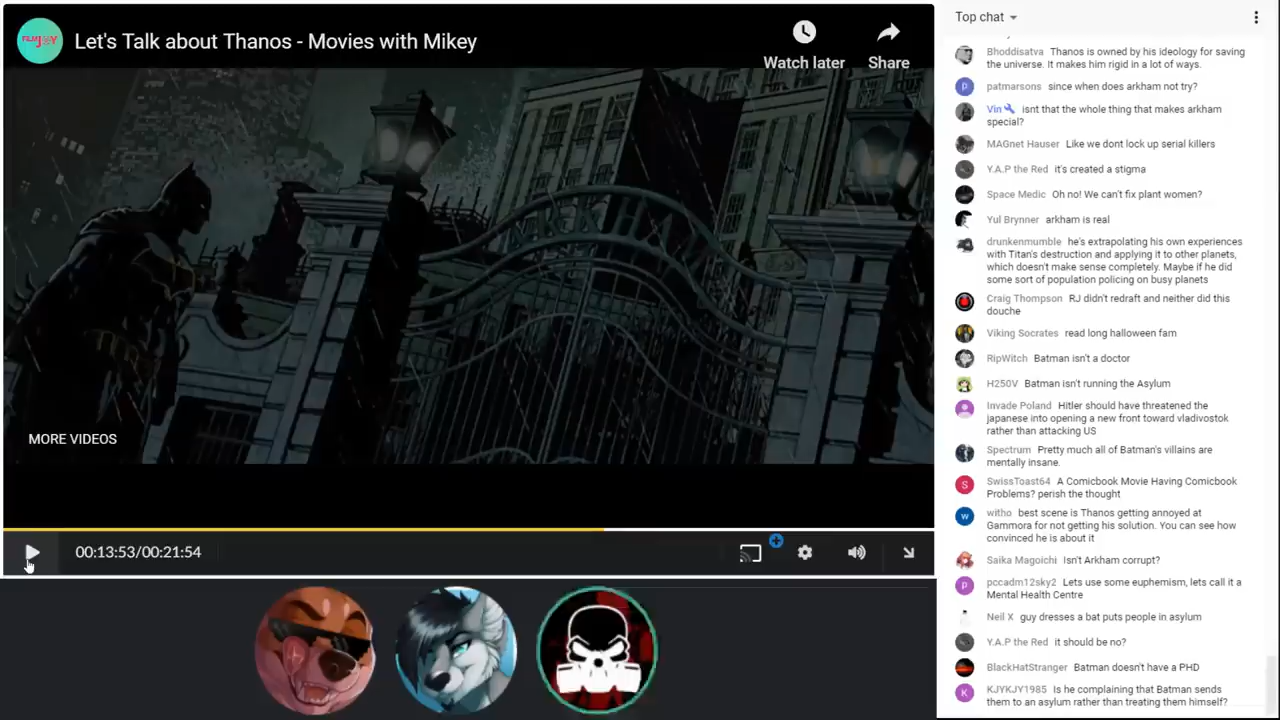 FILMJOY
Let's Talk about Thanos - Movies with Mikey
Watch later
Share
MORE VIDEOS
00:13:53/00:21:54
Top chat
Bhoddisatva Thanos is owned by his ideology for saving
the universe. It makes him rigid in a lot of ways.
P patmarsons since when does arkham not try?
Vin isnt that the whole thing that makes arkham
special?
MAGnet Hauser Like we dont lock up serial killers
Y.A.P the Red it's created a stigma
Space Medic Oh no! We can't fix plant women?
Yul Brynner arkham is real
drunkenmumble he's extrapolating his own experiences
with Titan's destruction and applying it to other planets,
which doesn't make sense completely. Maybe if he did
some sort of population policing on busy planets
Craig Thompson RJ didn't redraft and neither did this
douche
Viking Socrates read long halloween fam
RipWitch Batman isn't a doctor
H250V Batman isn't running the Asylum
Invade Poland Hitler should have threatened the
japanese into opening a new front toward vladivostok
rather than attacking US
Spectrum Pretty much all of Batman's villains are
mentally insane.
S SwissToast64 A Comicbook Movie Having Comicbook
Problems? perish the thought
w witho best scene is Thanos getting annoyed at
Gammora for not getting his solution. You can see how
convinced he is about it
Saika Magoichi Isn't Arkham corrupt?
P pccadm12sky2 Lets use some euphemism, lets call it a
Mental Health Centre
Neil X guy dresses a bat puts people in asylum
Y.A.P the Red it should be no?
BlackHatStranger Batman doesn't have a PHD
K KJYKJY1985 Is he complaining that Batman sends
them to an asylum rather than treating them himself?